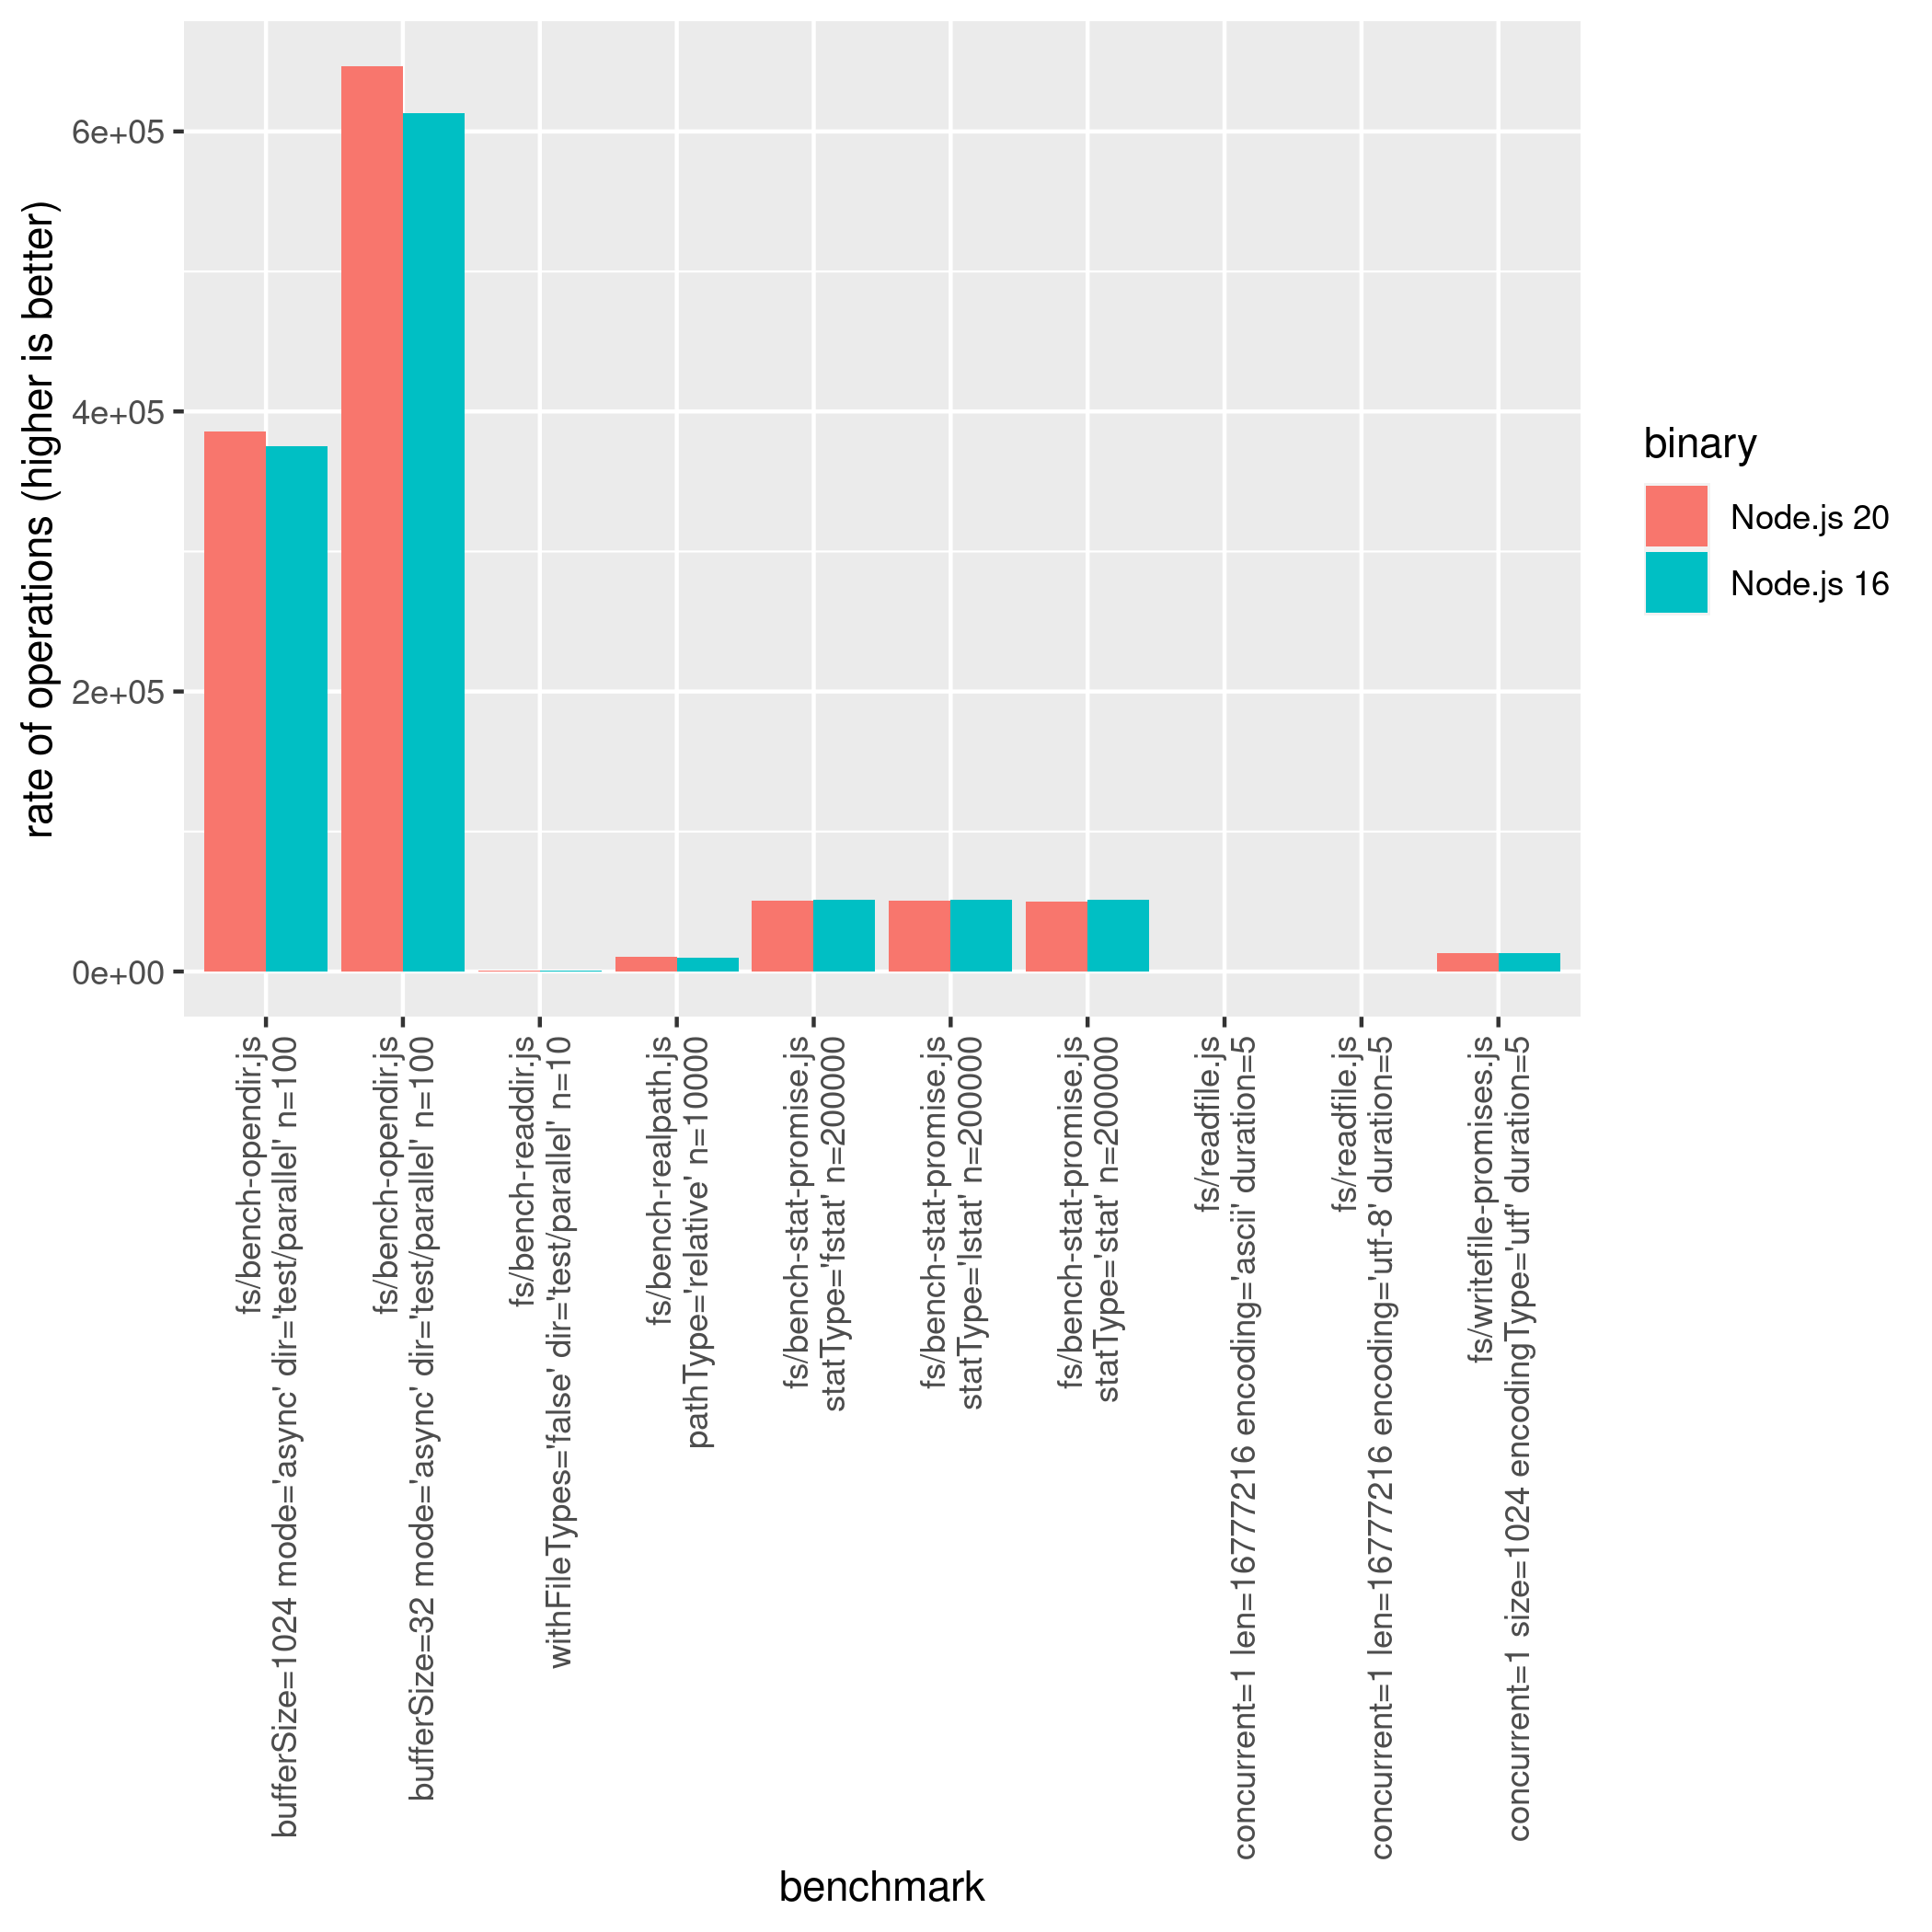 rate of operations (higher is better)
6e+05
4e+05
2e+05
0e+00
fs/bench-opendir.js
bufferSize=1024 mode='async' dir='test/parallel' n=100
fs/bench-opendir.js
bufferSize=32 mode='async' dir='test/parallel' n=100
fs/bench-readdir.js
withFileTypes='false' dir='test/parallel' n=10
fs/bench-realpath.js
pathType='relative' n=10000
fs/bench-stat-promise.js
statType='fstat' n=200000
fs/bench-stat-promise.js
statType='lstat' n=200000
fs/bench-stat-promise.js
statType='stat' n=200000
fs/readfile.js
concurrent=1 len=16777216 encoding='ascii' duration=5
fs/readfile.js
concurrent=1 len=16777216 encoding='utf-8' duration=5
fs/writefile-promises.js
concurrent=1 size=1024 encodingType='utf' duration=5
benchmark
binary
Node.js 20
Node.js 16